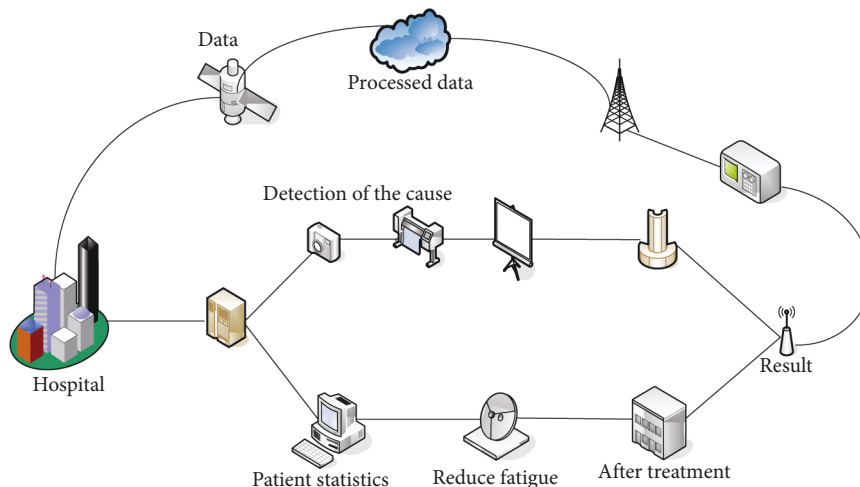 Data
Processed data
Detection of the cause
Hospital
Result
Patient statistics
Reduce fatigue
After treatment